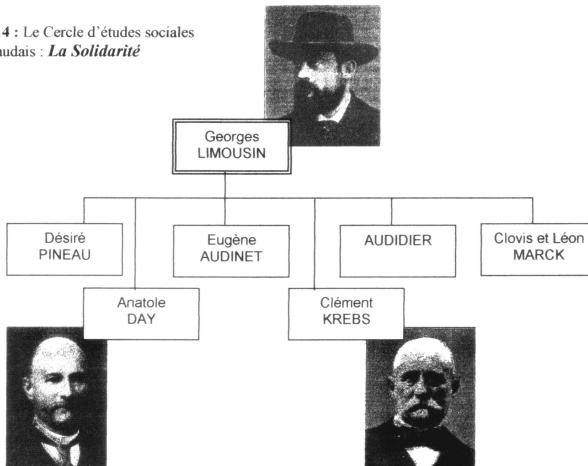 4 : Le Cercle d'études sociales
udais : La Solidarité
Georges
LIMOUSIN
Désiré
PINEAU
Eugène
AUDINET
AUDIDIER
Clovis et Léon
MARCK
Anatole
DAY
Clément
KREBS